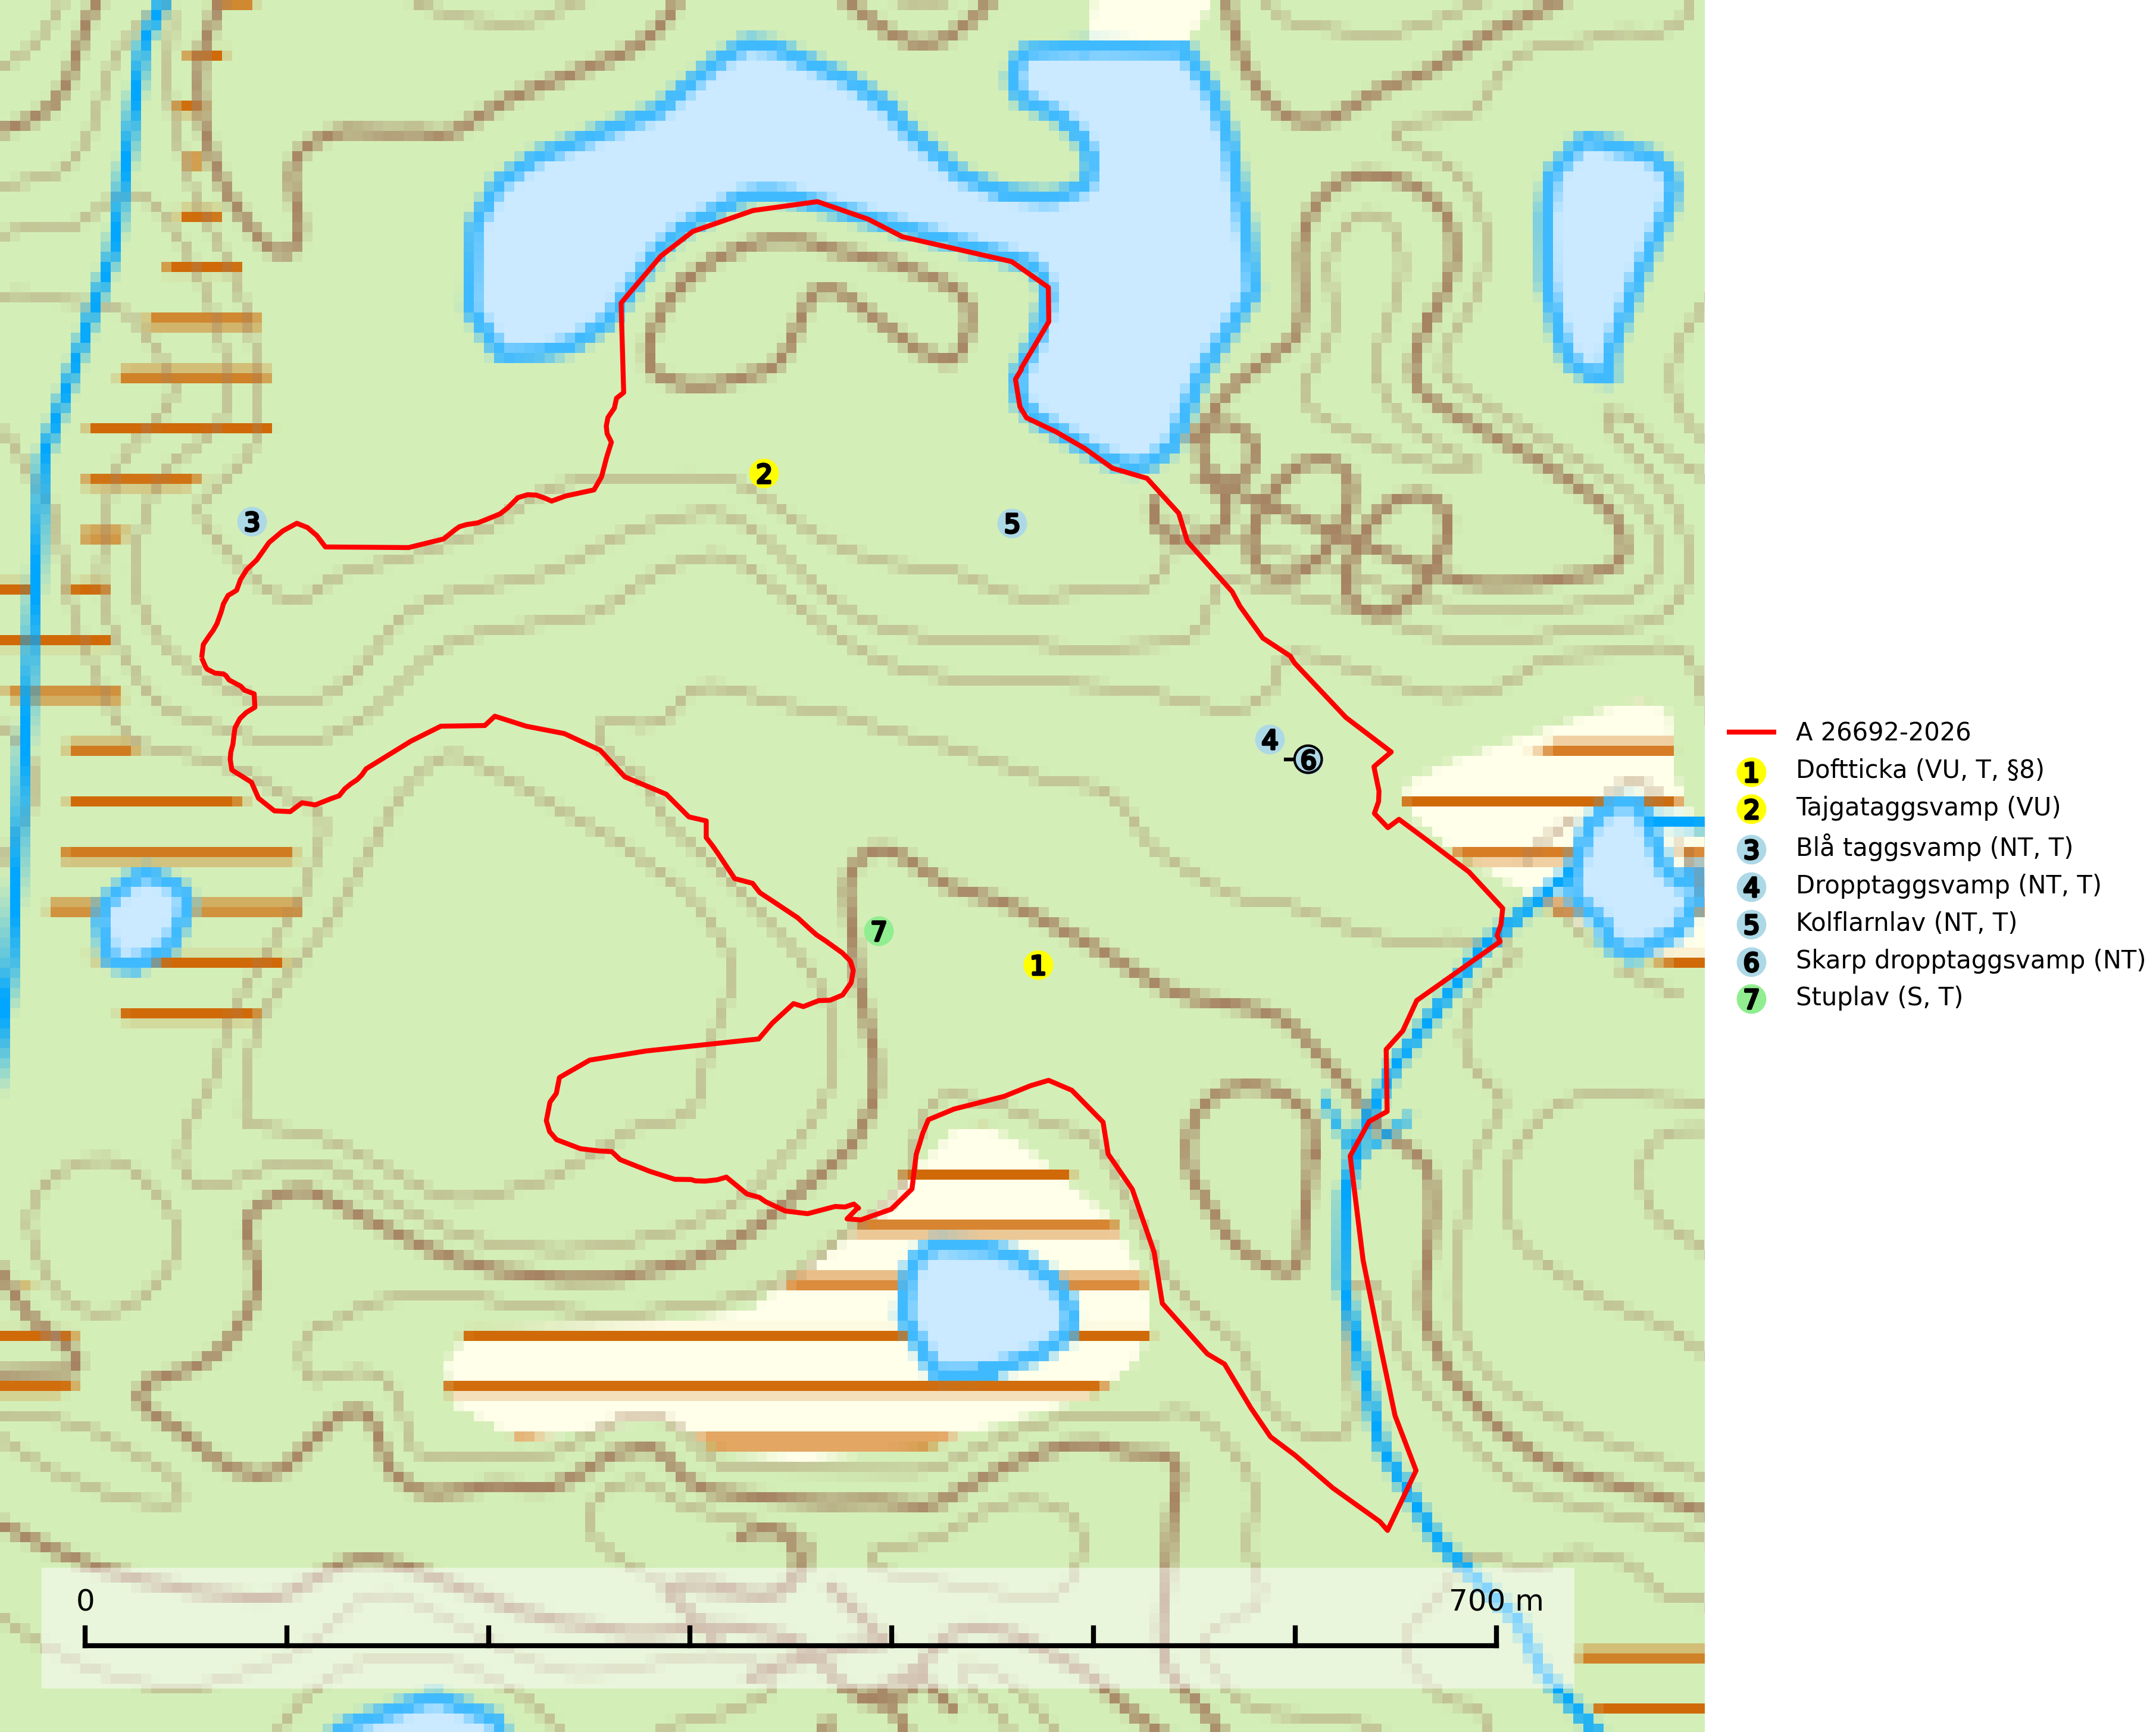 2
3
5
4
6
7
1
0
700 m
A 26692-2026
1 Doftticka (VU, T, §8)
2 Tajgataggsvamp (VU)
3 Blå taggsvamp (NT, T)
4 Dropptaggsvamp (NT, T)
5 Kolflarnlav (NT, T)
6 Skarp dropptaggsvamp (NT)
7 Stuplav (S, T)